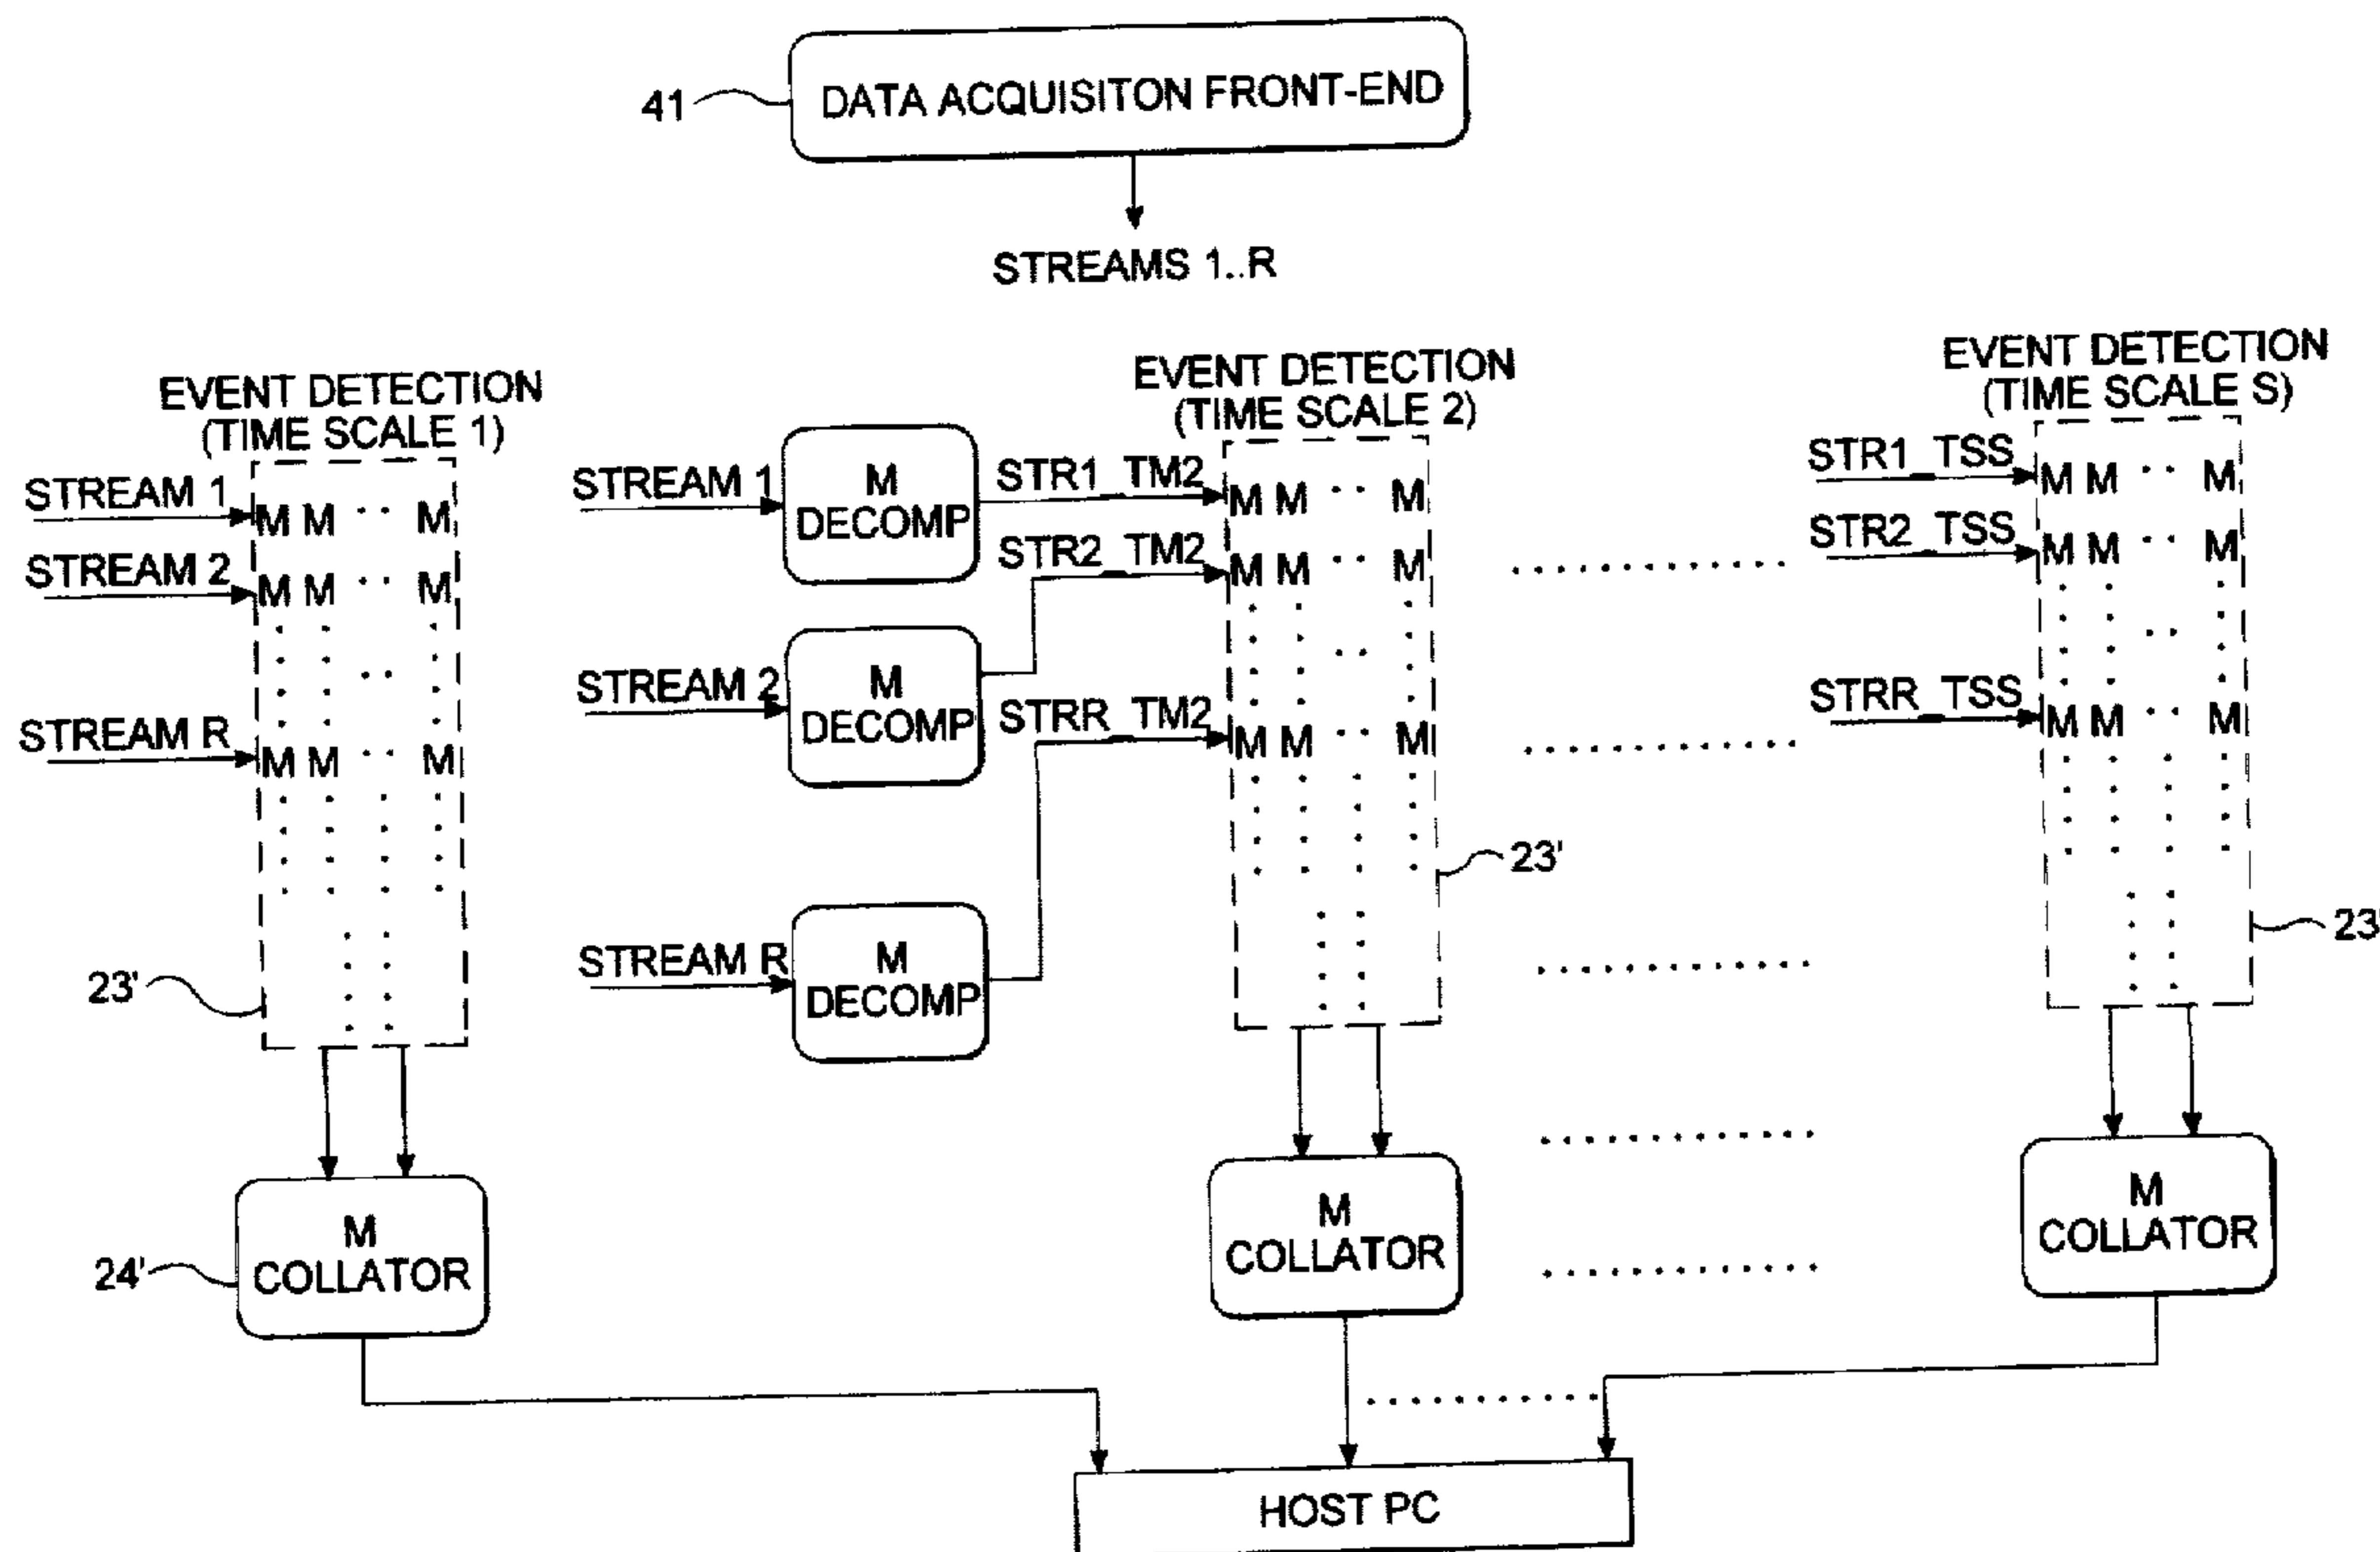 41
DATA ACQUISITON FRONT-END
STREAMS 1..R
EVENT DETECTION
(TIME SCALE 1)
STREAM 1
M M ·· M
STREAM 2
M M ·· M
STREAM R
M M ·· M
23'
M
COLLATOR
24'
STREAM 1
M
DECOMP
STREAM 2
M
DECOMP
STREAM R
M
DECOMP
EVENT DETECTION
(TIME SCALE 2)
STR1_TM2
M M ·· M
STR2_TM2
M M ·· M
STRR_TM2
M M ·· M
23'
M
COLLATOR
EVENT DETECTION
(TIME SCALE S)
STR1_TSS
M M ·· M
STR2_TSS
M M ·· M
STRR_TSS
M M ·· M
23'
M
COLLATOR
HOST PC